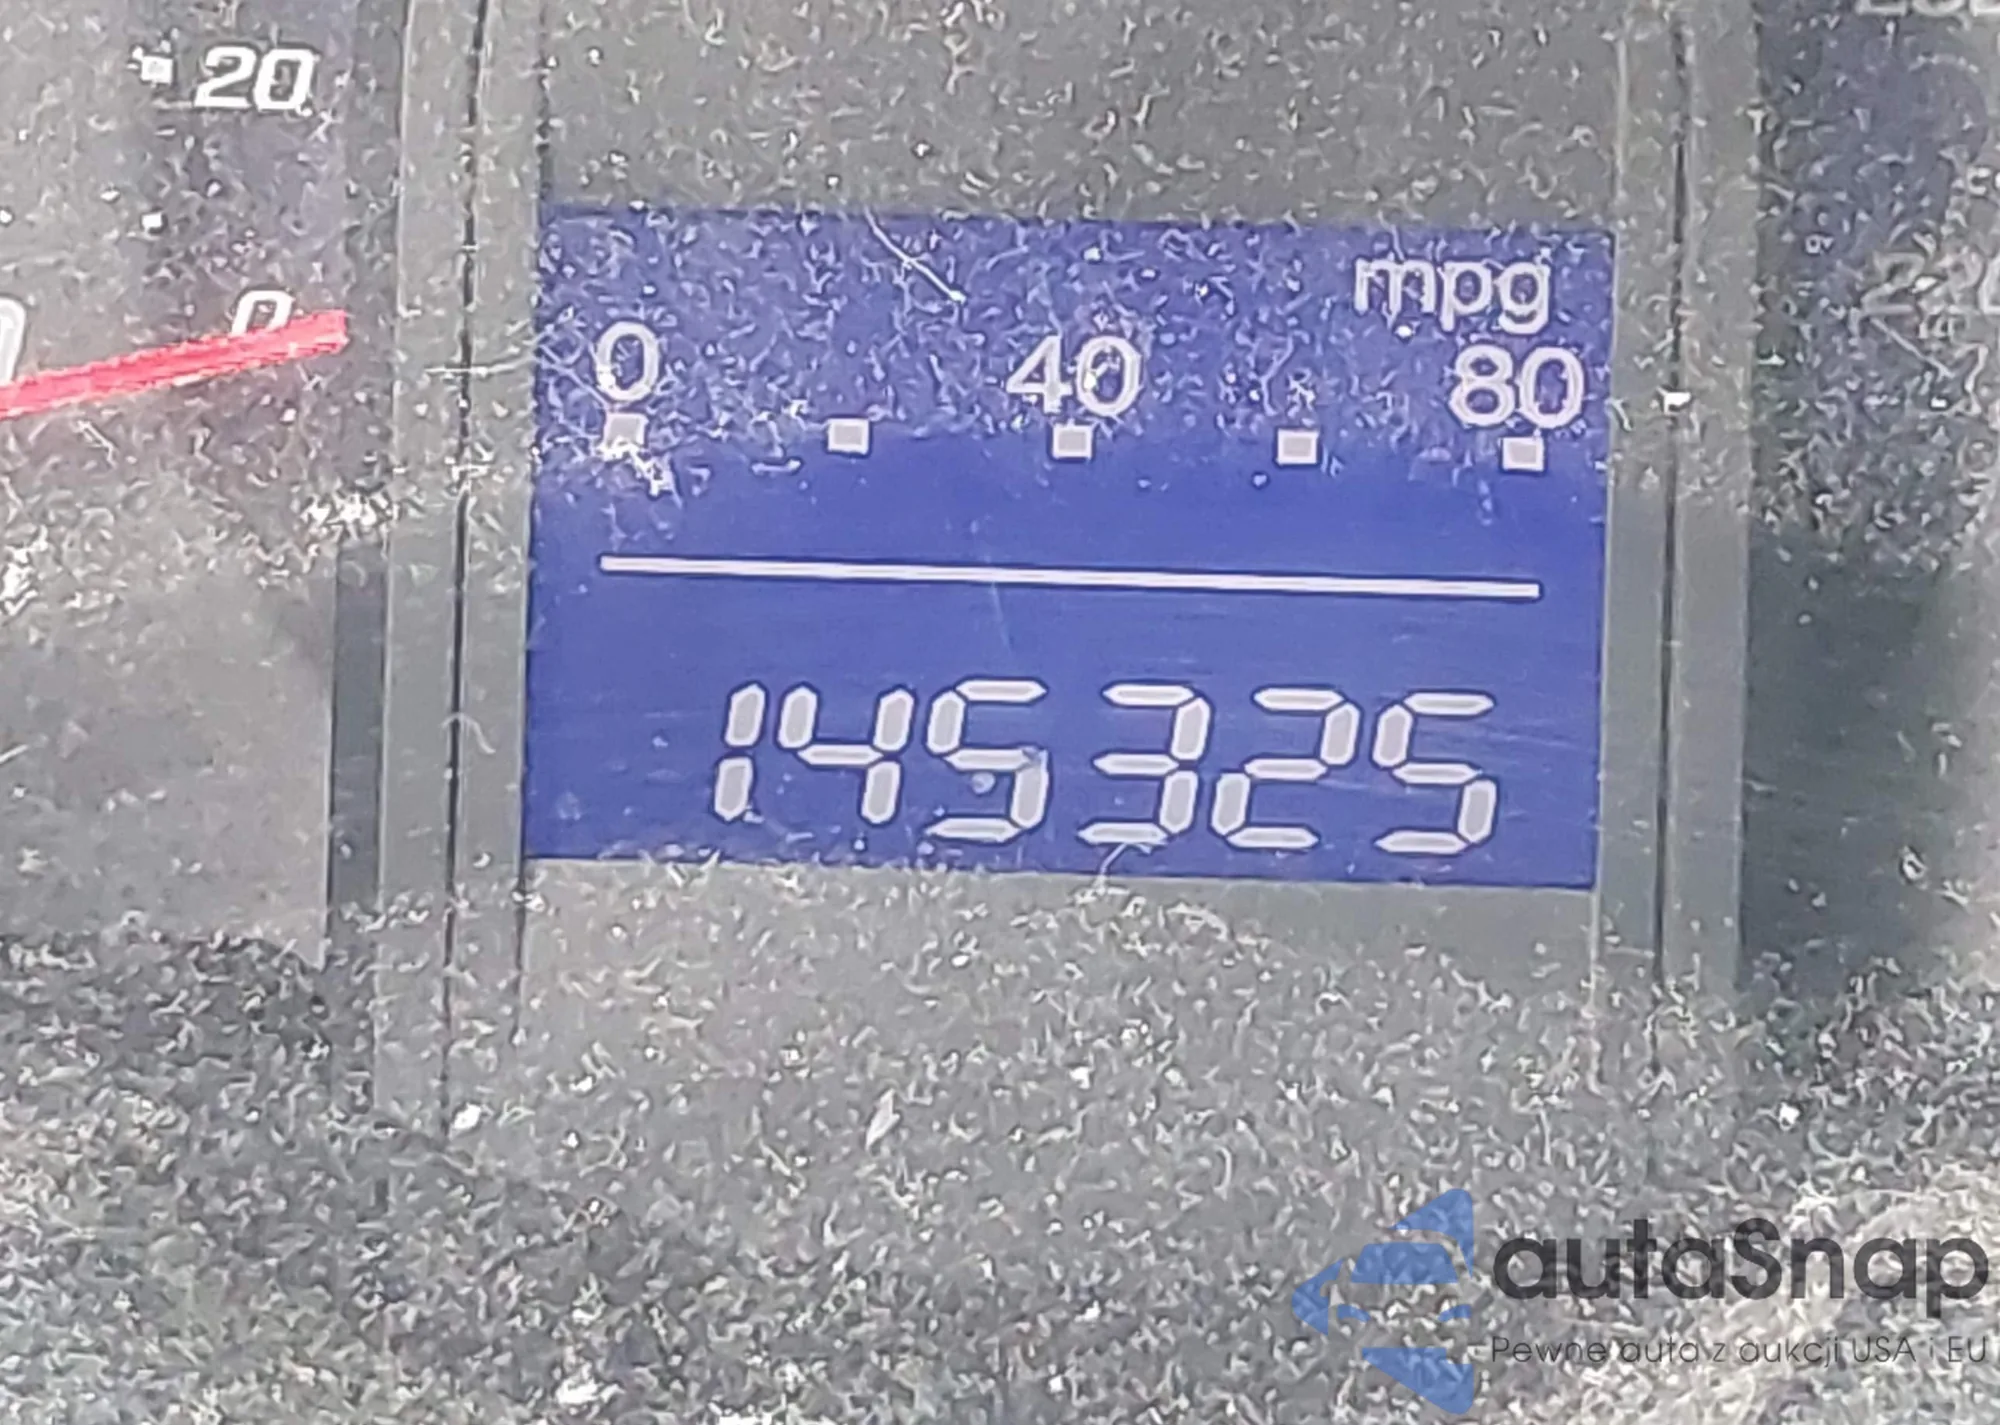 20
0
mpg
0 40 80
145325
autaSnap
Pewne auta z aukcji USA i EU